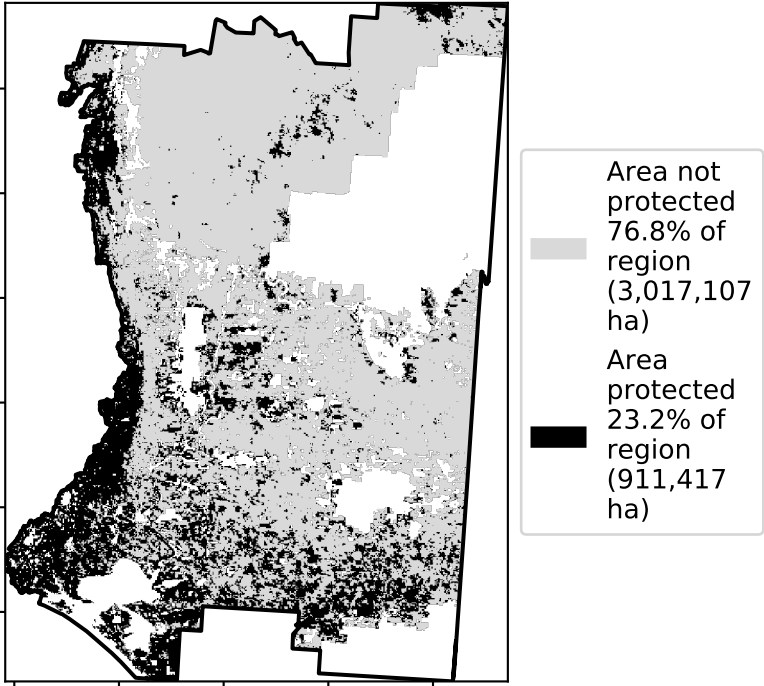 Area not
protected
76.8% of
region
(3,017,107
ha)
Area
protected
23.2% of
region
(911,417
ha)